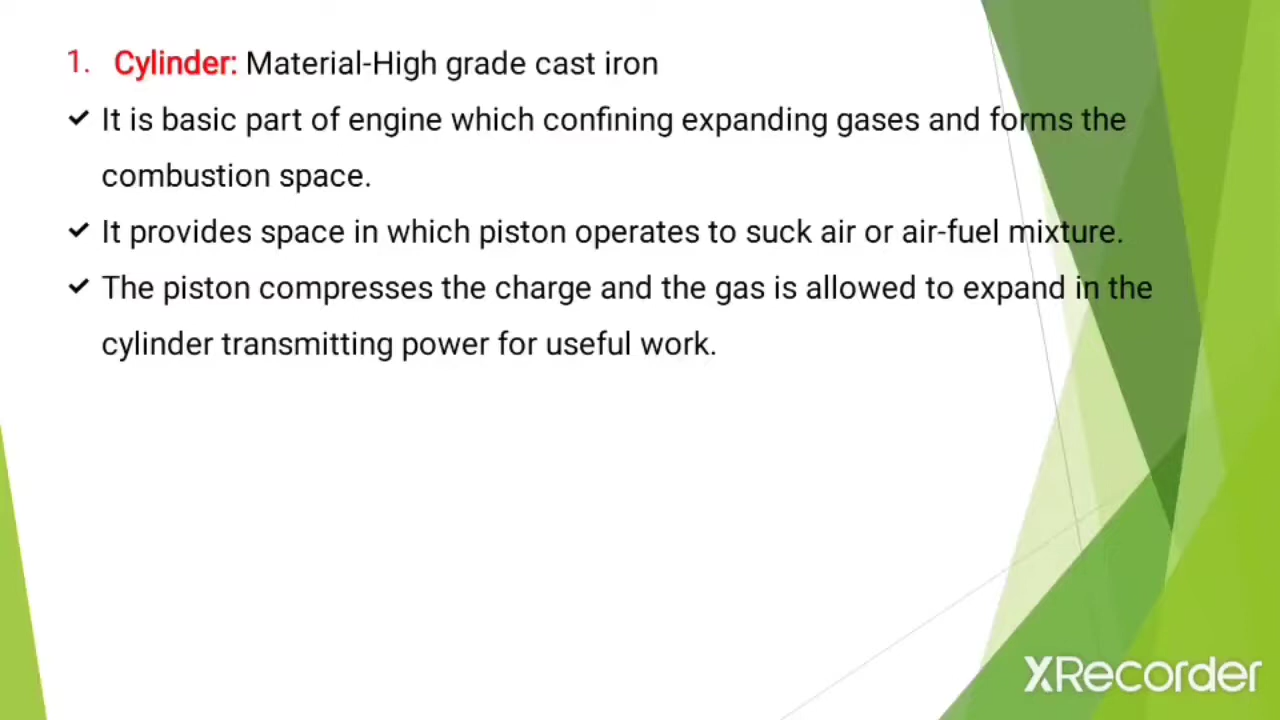 1. Cylinder: Material-High grade cast iron
✔ It is basic part of engine which confining expanding gases and forms the
combustion space.
✔ It provides space in which piston operates to suck air or air-fuel mixture.
✔ The piston compresses the charge and the gas is allowed to expand in the
cylinder transmitting power for useful work.
XRecorder